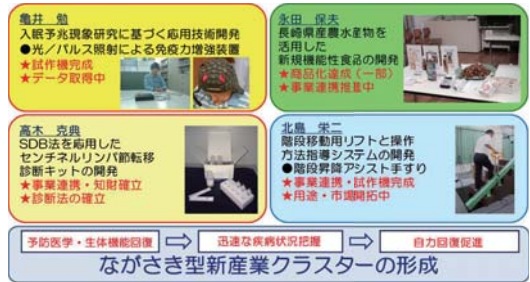 亀井 勉
入眠予兆現象研究に基づく応用技術開発
●光／パルス照射による免疫力増強装置
★試作機完成
★データ取得中
永田 保夫
長崎県産農水産物を
活用した
新規機能性食品の開発
★商品化達成（一部）
★事業連携推進中
高木 克典
SDB法を応用した
センチネルリンパ節転移
診断キットの開発
★事業連携・知財確立
★診断法の確立
北島 栄二
階段移動用リフトと操作
方法指導システムの開発
●階段昇降アシスト手すり
★事業連携・試作機完成
★用途・市場開拓中
予防医学・生体機能回復
迅速な疾病状況把握
自力回復促進
ながさき型新産業クラスターの形成